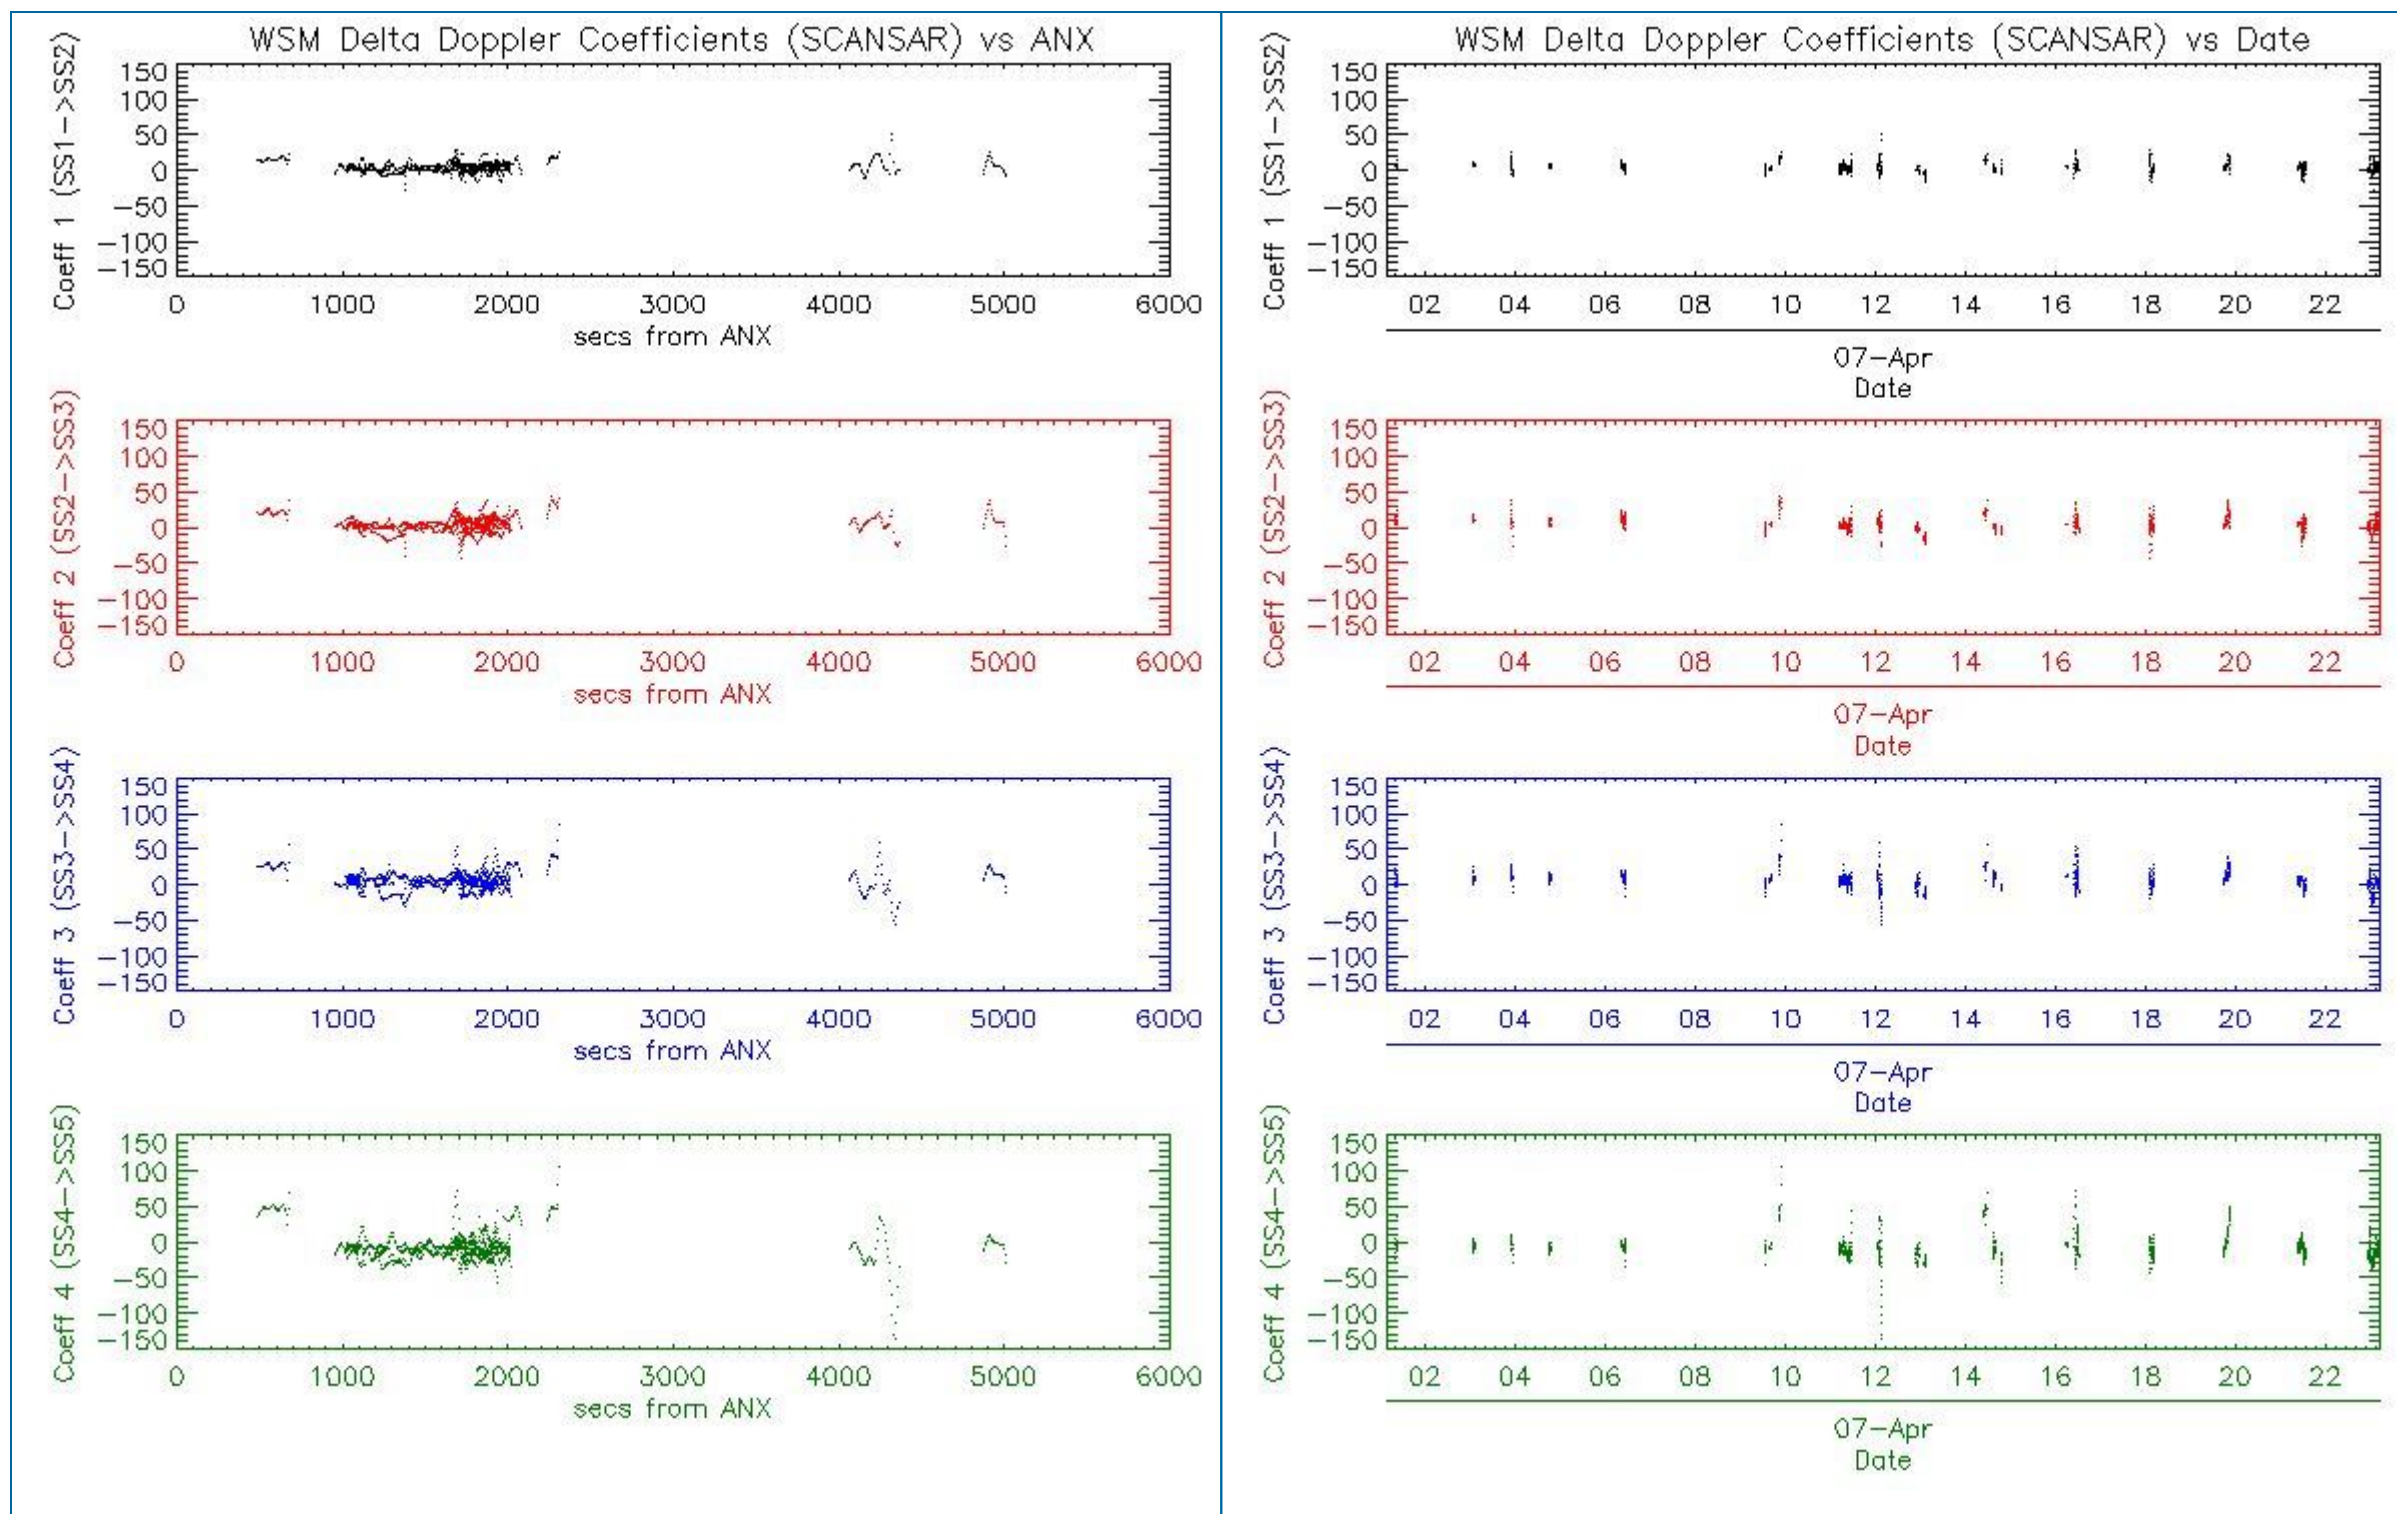 WSM Delta Doppler Coefficients (SCANSAR) vs ANX
Coeff 1 (SS1->SS2)
150
100
50
0
-50
-100
-150
0 1000 2000 3000 4000 5000 6000
secs from ANX
Coeff 2 (SS2->SS3)
150
100
50
0
-50
-100
-150
0 1000 2000 3000 4000 5000 6000
secs from ANX
Coeff 3 (SS3->SS4)
150
100
50
0
-50
-100
-150
0 1000 2000 3000 4000 5000 6000
secs from ANX
Coeff 4 (SS4->SS5)
150
100
50
0
-50
-100
-150
0 1000 2000 3000 4000 5000 6000
secs from ANX
WSM Delta Doppler Coefficients (SCANSAR) vs Date
Coeff 1 (SS1->SS2)
150
100
50
0
-50
-100
-150
02 04 06 08 10 12 14 16 18 20 22
07-Apr
Date
Coeff 2 (SS2->SS3)
150
100
50
0
-50
-100
-150
02 04 06 08 10 12 14 16 18 20 22
07-Apr
Date
Coeff 3 (SS3->SS4)
150
100
50
0
-50
-100
-150
02 04 06 08 10 12 14 16 18 20 22
07-Apr
Date
Coeff 4 (SS4->SS5)
150
100
50
0
-50
-100
-150
02 04 06 08 10 12 14 16 18 20 22
07-Apr
Date